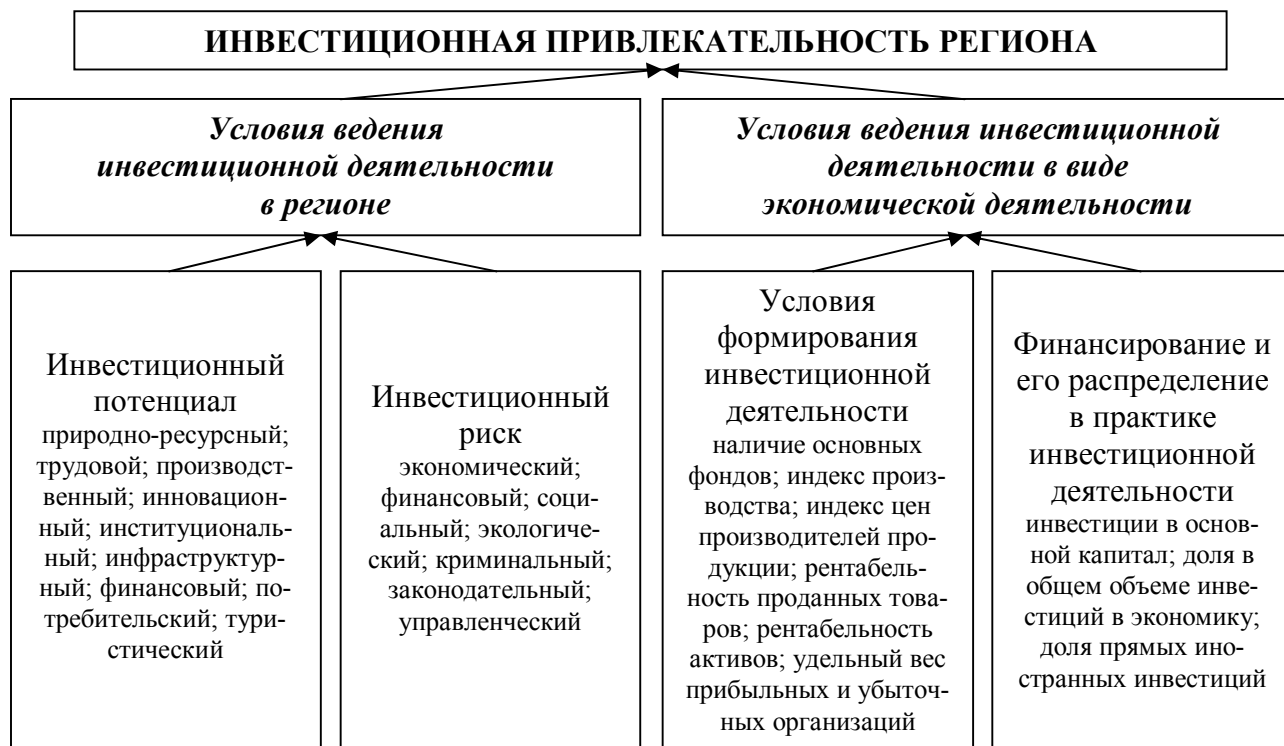 ИНВЕСТИЦИОННАЯ ПРИВЛЕКАТЕЛЬНОСТЬ РЕГИОНА
Условия ведения
инвестиционной деятельности
в регионе
Условия ведения инвестиционной
деятельности в виде
экономической деятельности
Инвестиционный
потенциал
природно-ресурсный;
трудовой; производст-
венный; инновацион-
ный; институциональ-
ный; инфраструктур-
ный; финансовый; по-
требительский; тури-
стический
Инвестиционный
риск
экономический;
финансовый; соци-
альный; экологиче-
ский; криминальный;
законодательный;
управленческий
Условия
формирования
инвестиционной
деятельности
наличие основных
фондов; индекс произ-
водства; индекс цен
производителей про-
дукции; рентабель-
ность проданных това-
ров; рентабельность
активов; удельный вес
прибыльных и убыточ-
ных организаций
Финансирование и
его распределение
в практике
инвестиционной
деятельности
инвестиции в основ-
ной капитал; доля в
общем объеме инве-
стиций в экономику;
доля прямых ино-
странных инвестиций